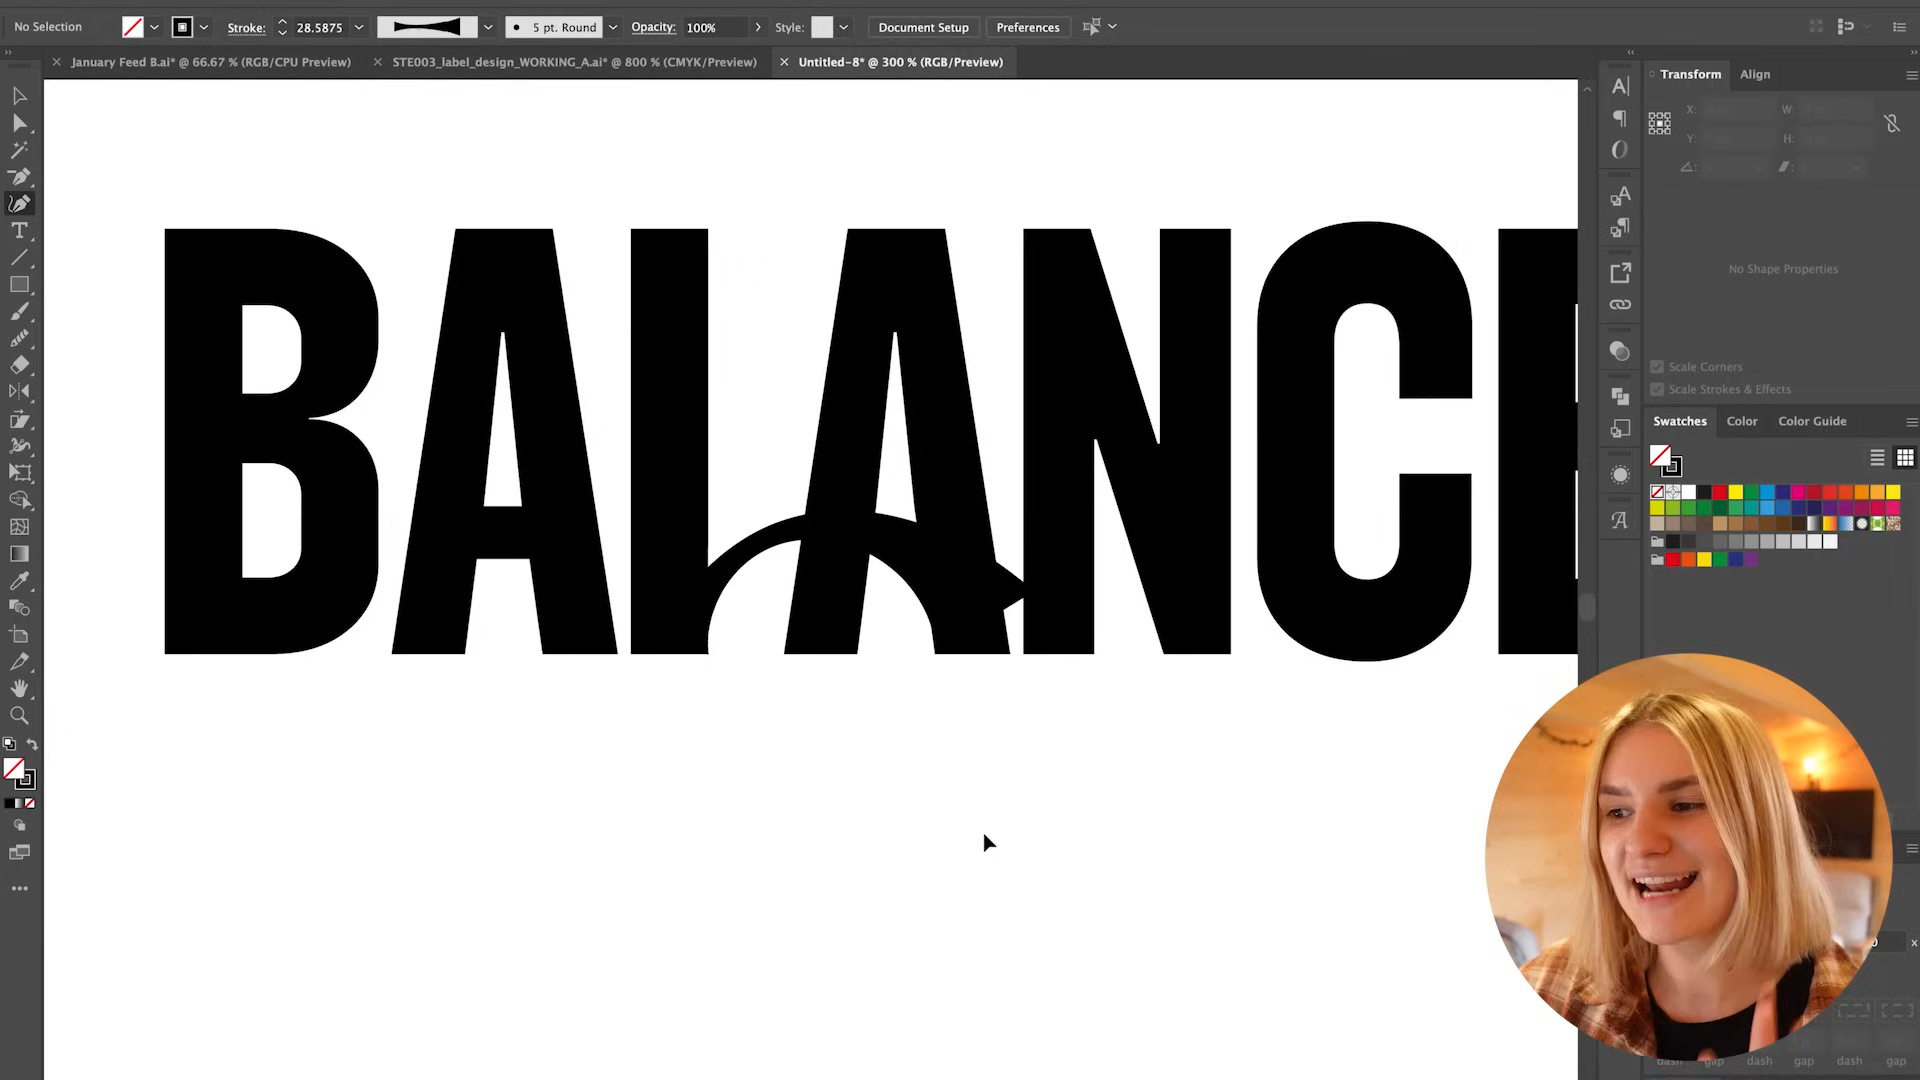 No Selection Stroke: 28.5875 5 pt. Round Opacity: 100% Style: Document Setup Preferences
January Feed B.ai* @ 66.67 % (RGB/CPU Preview) STE003_label_design_WORKING_A.ai* @ 800 % (CMYK/Preview) Untitled-8* @ 300 % (RGB/Preview)
Transform Align
X: W:
Y: H:
No Shape Properties
Scale Corners
Scale Strokes & Effects
Swatches Color Color Guide
BALANCE
dash gap dash gap dash gap